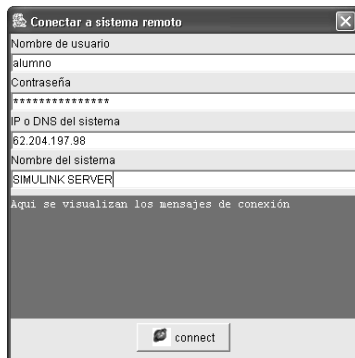 Conectar a sistema remoto
Nombre de usuario
alumno
Contraseña
***************
IP o DNS del sistema
62.204.197.98
Nombre del sistema
SIMULINK SERVER
Aqui se visualizan los mensajes de conexión
connect